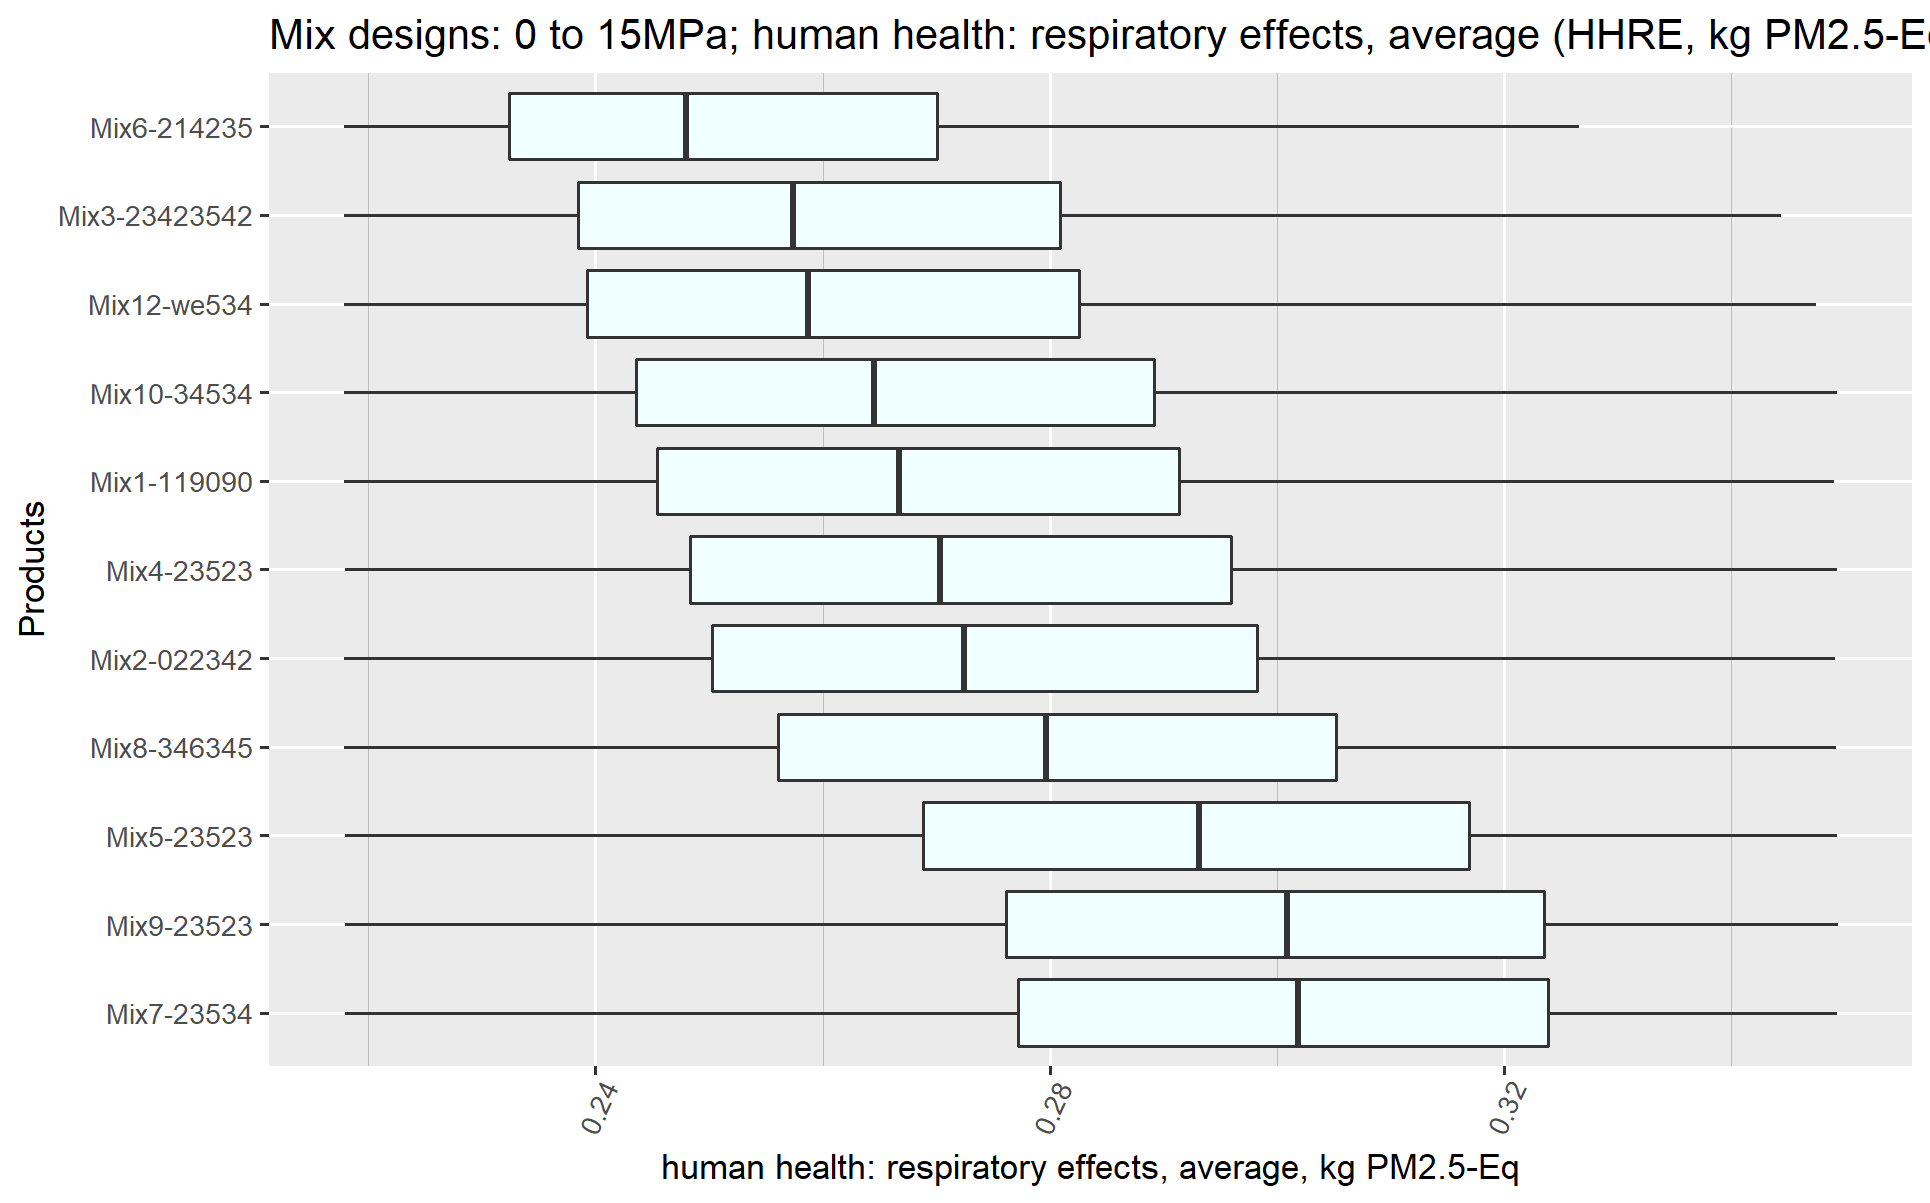 Mix designs: 0 to 15MPa; human health: respiratory effects, average (HHRE, kg PM2.5-E
Products
Mix6-214235
Mix3-23423542
Mix12-we534
Mix10-34534
Mix1-119090
Mix4-23523
Mix2-022342
Mix8-346345
Mix5-23523
Mix9-23523
Mix7-23534
0.24
0.28
0.32
human health: respiratory effects, average, kg PM2.5-Eq